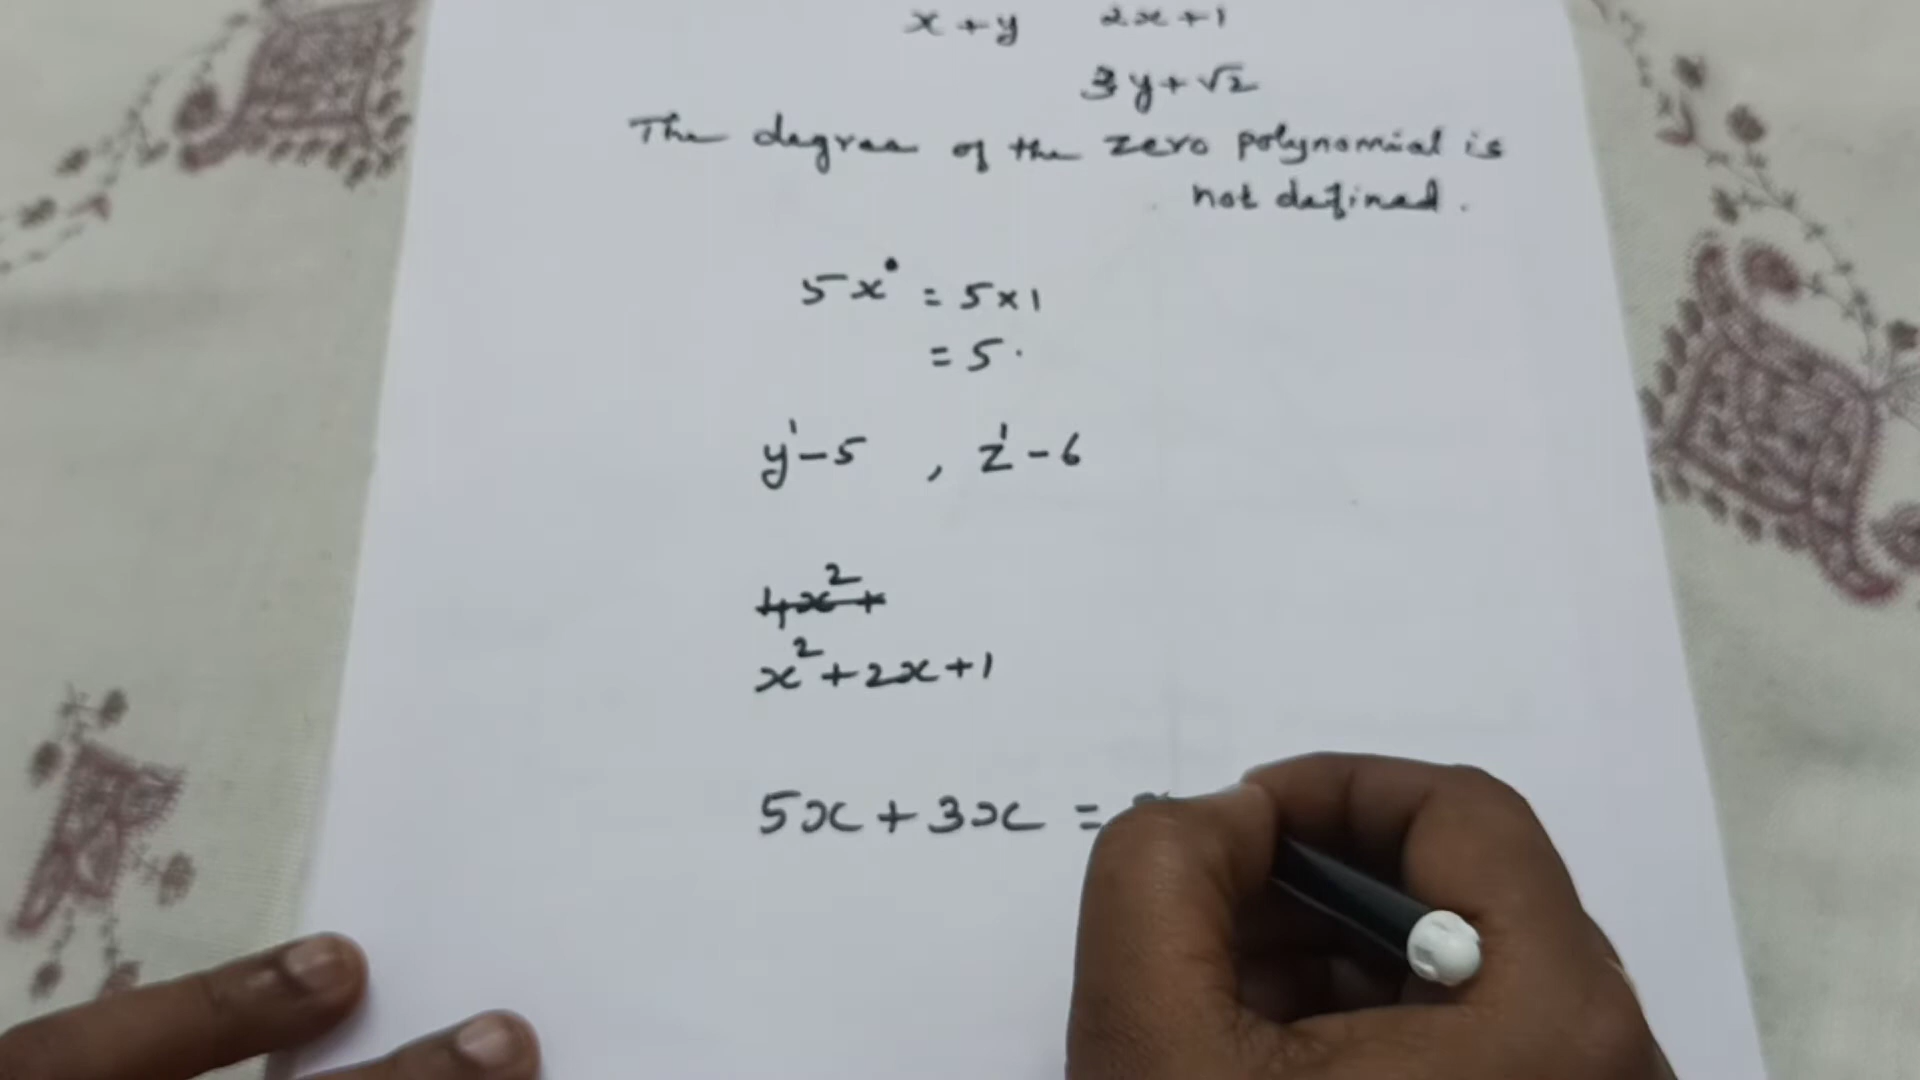 x + y 2x + 1
3y + √2
The degree of the zero polynomial is
not defined.
5x⁰ = 5 × 1
= 5.
y¹ - 5 , z¹ - 6
4x² +
x² + 2x + 1
5x + 3x =